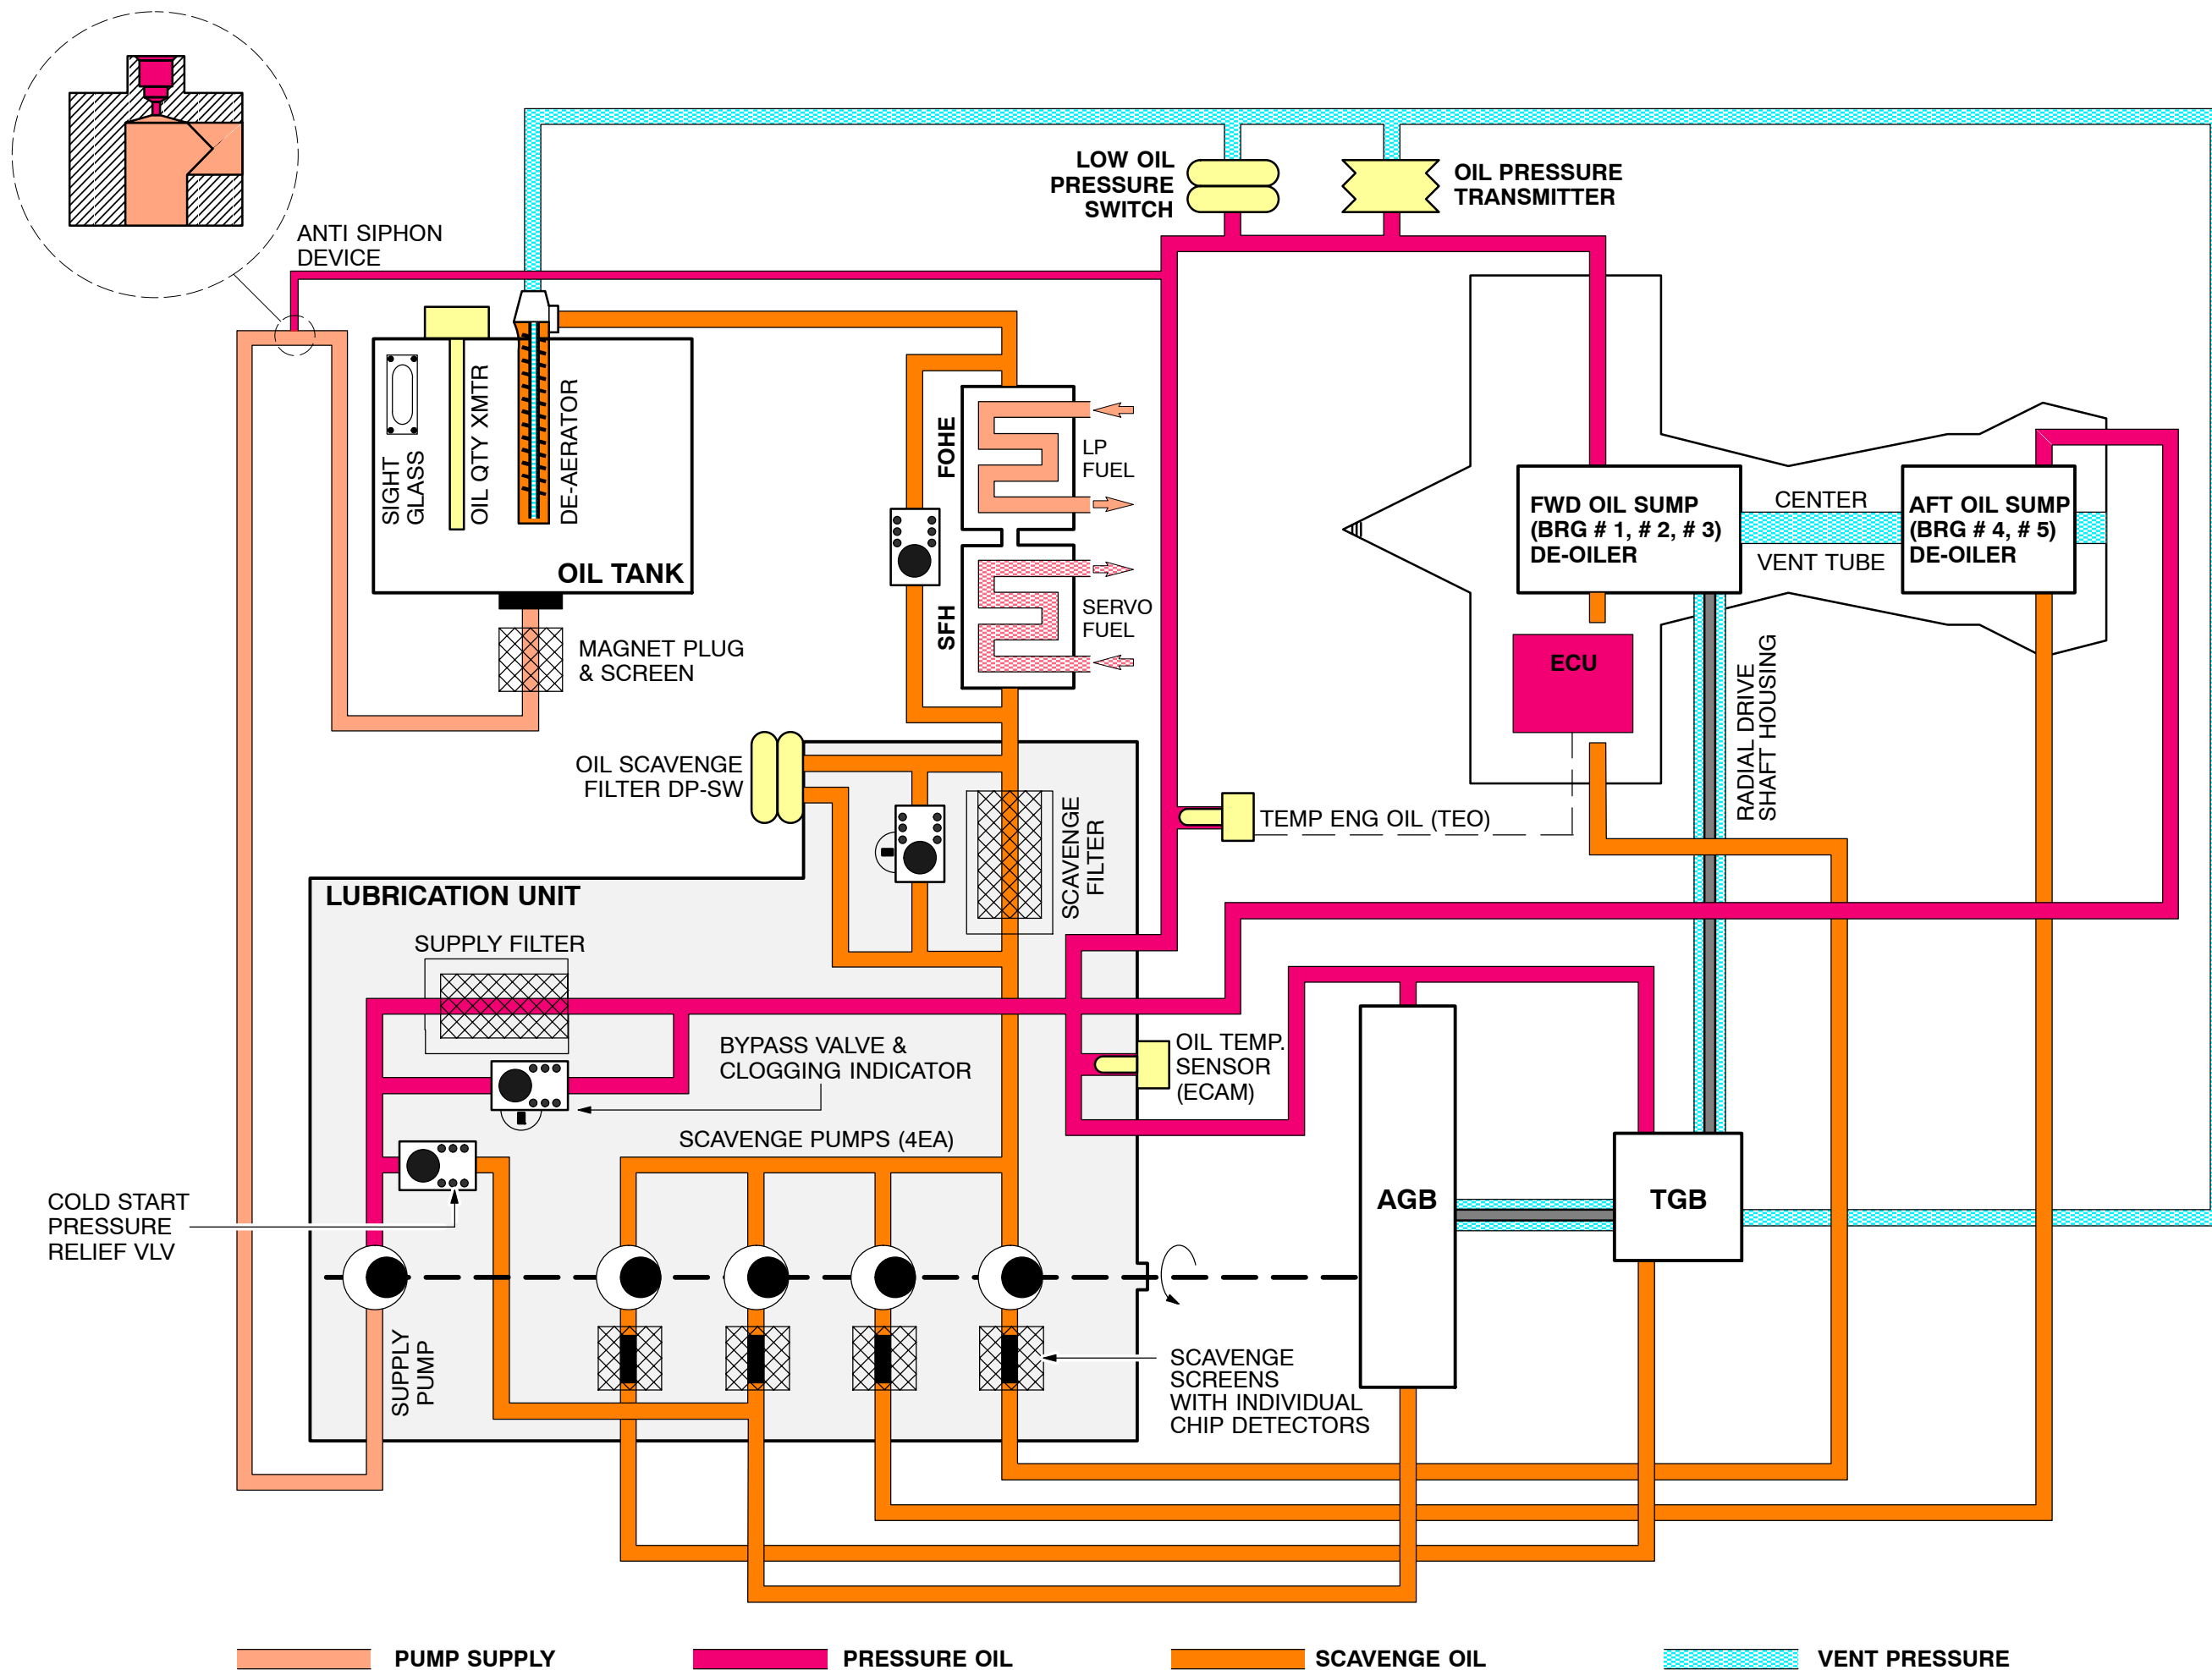 LOW OIL
PRESSURE
SWITCH
OIL PRESSURE
TRANSMITTER
ANTI SIPHON
DEVICE
SIGHT
GLASS
OIL QTY XMTR
DE-AERATOR
OIL TANK
MAGNET PLUG
& SCREEN
FOHE
LP
FUEL
SFH
SERVO
FUEL
FWD OIL SUMP
(BRG # 1, # 2, # 3)
DE-OILER
CENTER
VENT TUBE
AFT OIL SUMP
(BRG # 4, # 5)
DE-OILER
ECU
RADIAL DRIVE
SHAFT HOUSING
OIL SCAVENGE
FILTER DP-SW
SCAVENGE
FILTER
TEMP ENG OIL (TEO)
LUBRICATION UNIT
SUPPLY FILTER
BYPASS VALVE &
CLOGGING INDICATOR
OIL TEMP.
SENSOR
(ECAM)
SCAVENGE PUMPS (4EA)
COLD START
PRESSURE
RELIEF VLV
AGB
TGB
SUPPLY
PUMP
SCAVENGE
SCREENS
WITH INDIVIDUAL
CHIP DETECTORS
PUMP SUPPLY
PRESSURE OIL
SCAVENGE OIL
VENT PRESSURE